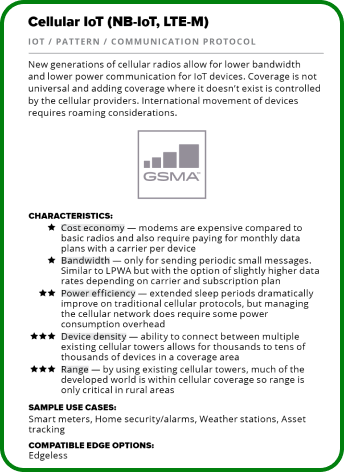 Cellular IoT (NB-IoT, LTE-M)
IOT / PATTERN / COMMUNICATION PROTOCOL
New generations of cellular radios allow for lower bandwidth
and lower power communication for IoT devices. Coverage is not
universal and adding coverage where it doesn't exist is controlled
by the cellular providers. International movement of devices
requires roaming considerations.
GSMA™
CHARACTERISTICS:
★ Cost economy — modems are expensive compared to
basic radios and also require paying for monthly data
plans with a carrier per device
★ Bandwidth — only for sending periodic small messages.
Similar to LPWA but with the option of slightly higher data
rates depending on carrier and subscription plan
★★ Power efficiency — extended sleep periods dramatically
improve on traditional cellular protocols, but managing
the cellular network does require some power
consumption overhead
★★★ Device density — ability to connect between multiple
existing cellular towers allows for thousands to tens of
thousands of devices in a coverage area
★★★ Range — by using existing cellular towers, much of the
developed world is within cellular coverage so range is
only critical in rural areas
SAMPLE USE CASES:
Smart meters, Home security/alarms, Weather stations, Asset
tracking
COMPATIBLE EDGE OPTIONS:
Edgeless